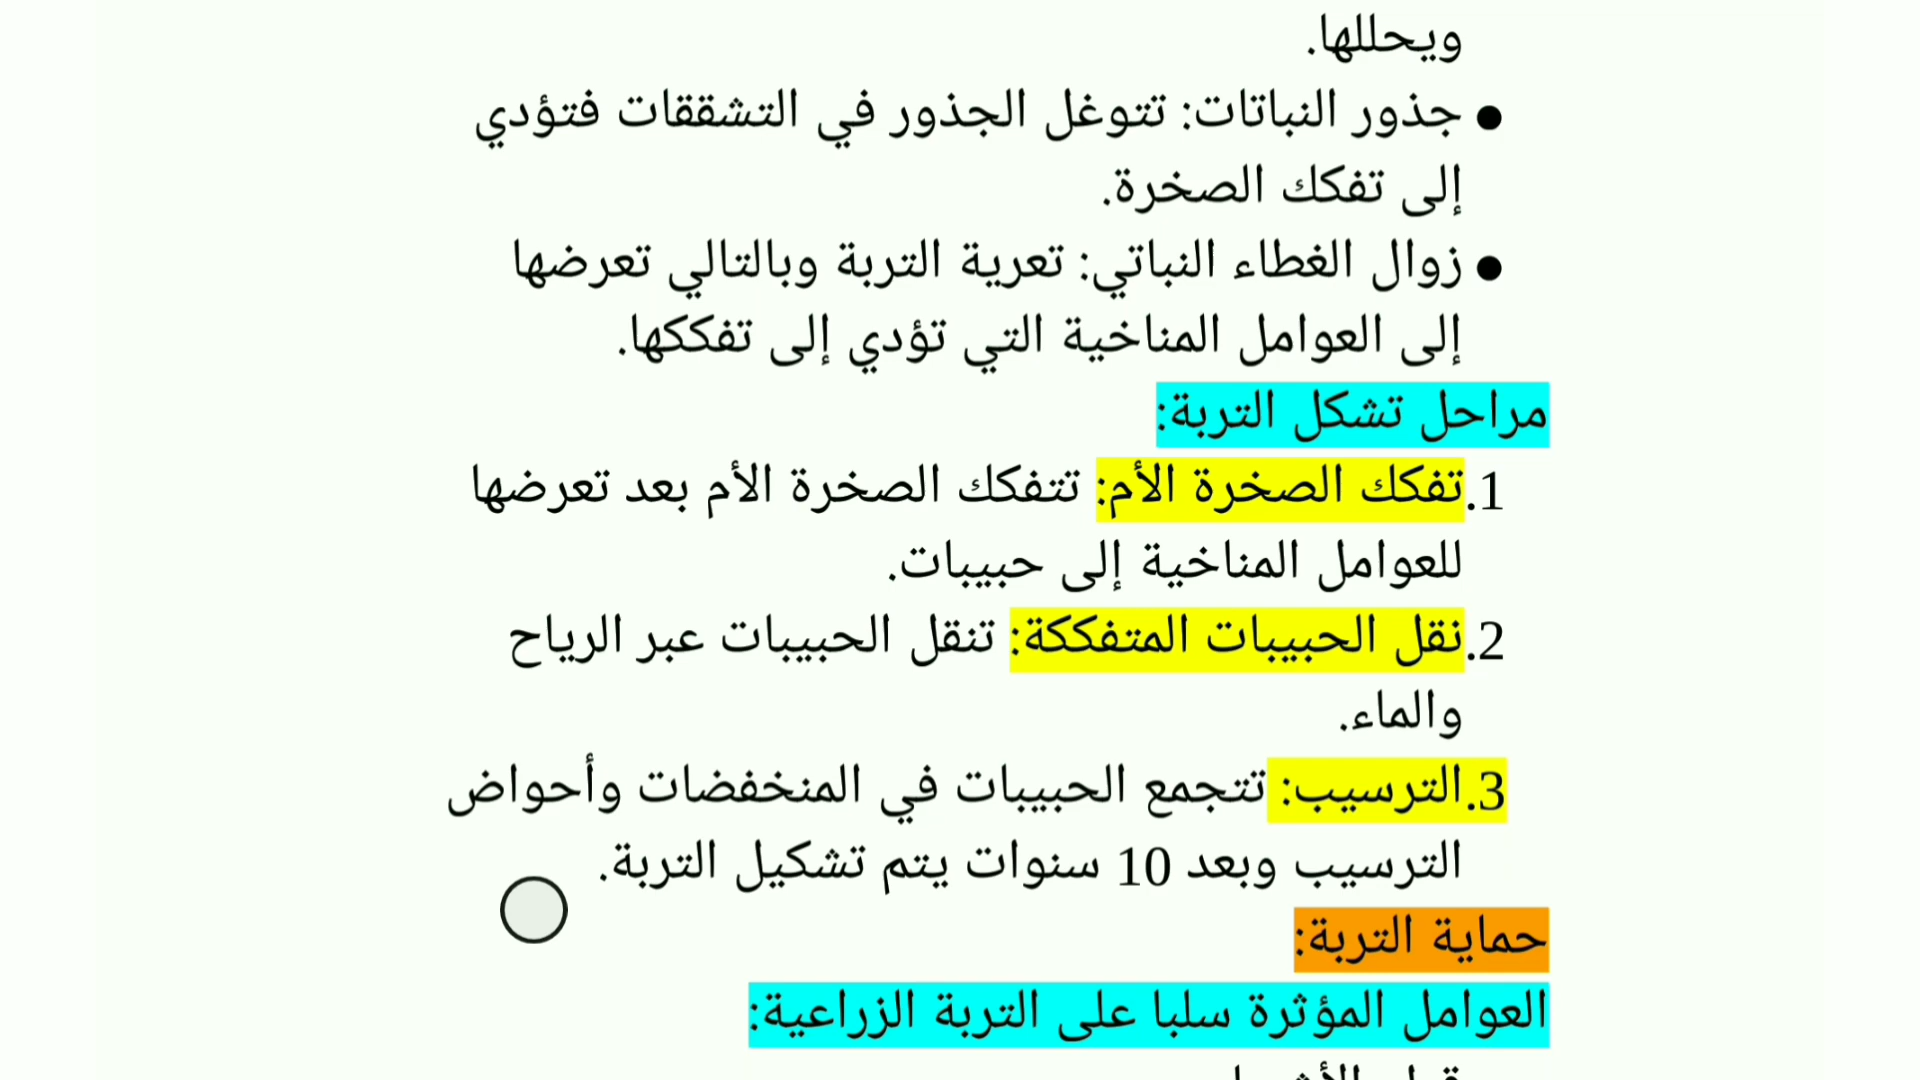 ويحللها.
● جذور النباتات: تتوغل الجذور في التشققات فتؤدي
إلى تفكك الصخرة.
● زوال الغطاء النباتي: تعرية التربة وبالتالي تعرضها
إلى العوامل المناخية التي تؤدي إلى تفككها.
مراحل تشكل التربة:
1. تفكك الصخرة الأم: تتفكك الصخرة الأم بعد تعرضها
للعوامل المناخية إلى حبيبات.
2. نقل الحبيبات المتفككة: تنقل الحبيبات عبر الرياح
والماء.
3. الترسيب: تتجمع الحبيبات في المنخفضات وأحواض
الترسيب وبعد 10 سنوات يتم تشكيل التربة.
حماية التربة:
العوامل المؤثرة سلبا على التربة الزراعية: